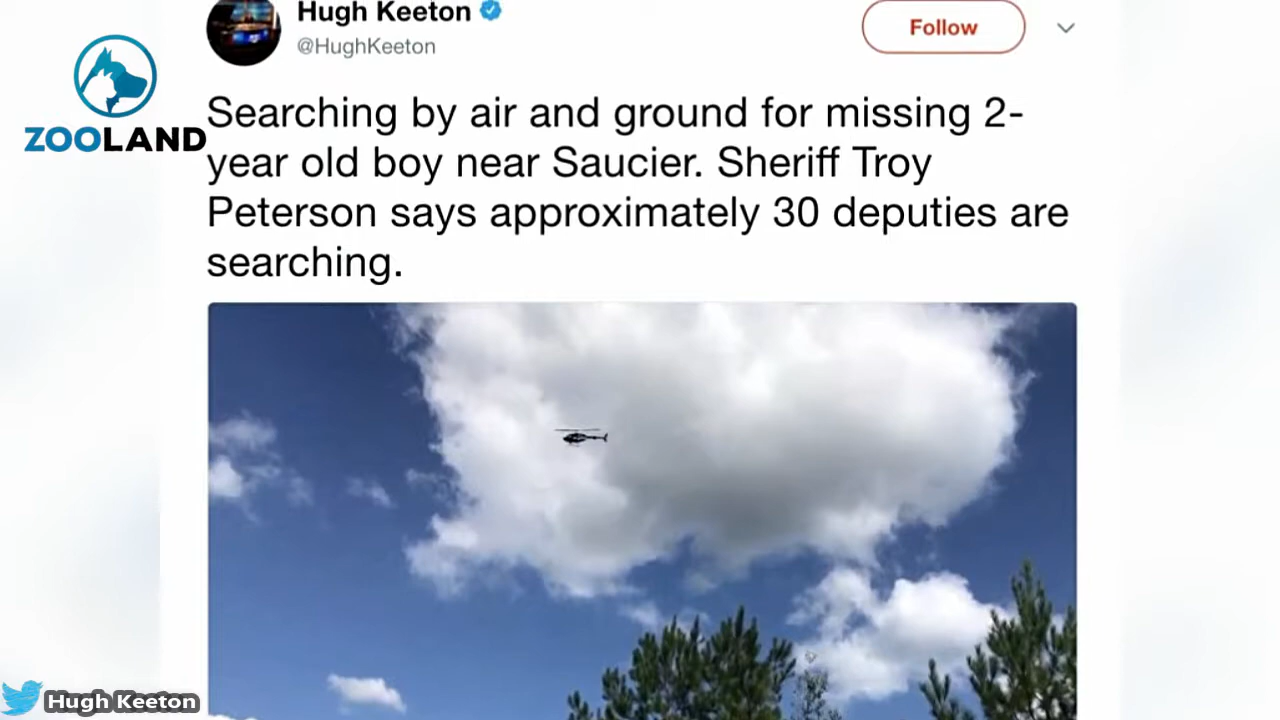 Hugh Keeton
@HughKeeton
Follow
ZOOLAND
Searching by air and ground for missing 2-
year old boy near Saucier. Sheriff Troy
Peterson says approximately 30 deputies are
searching.
Hugh Keeton